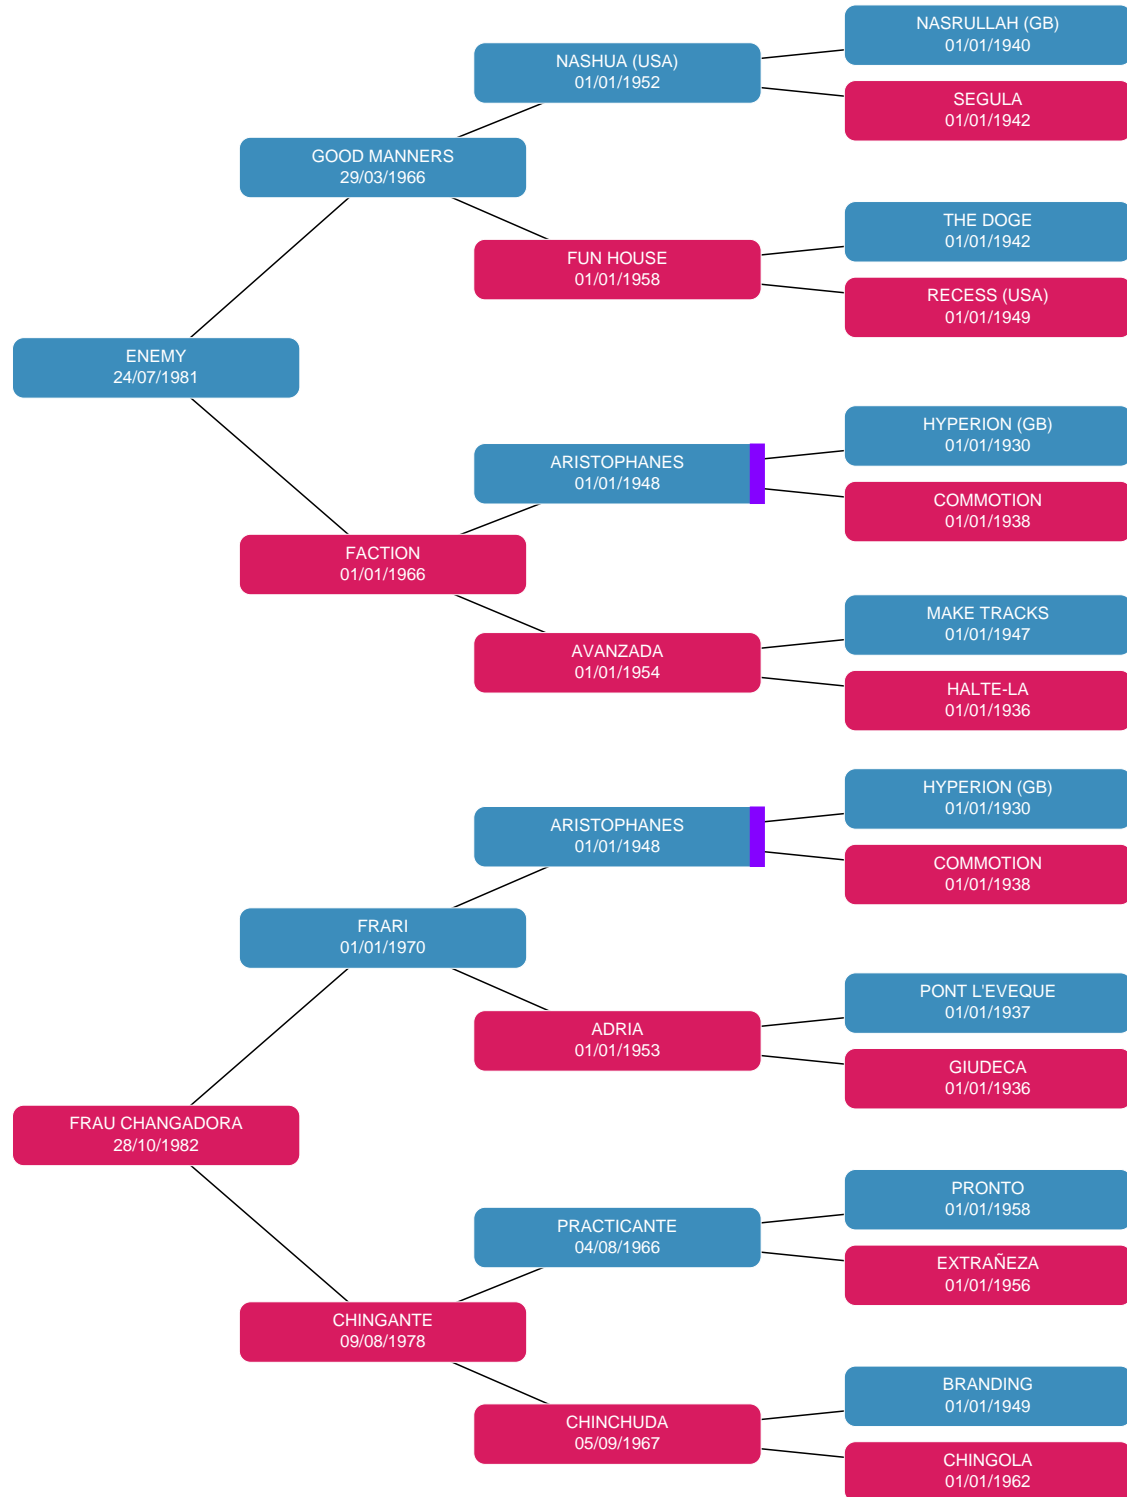 NASRULLAH (GB)
01/01/1940
NASHUA (USA)
01/01/1952
SEGULA
01/01/1942
GOOD MANNERS
29/03/1966
THE DOGE
01/01/1942
FUN HOUSE
01/01/1958
RECESS (USA)
01/01/1949
ENEMY
24/07/1981
HYPERION (GB)
01/01/1930
ARISTOPHANES
01/01/1948
COMMOTION
01/01/1938
FACTION
01/01/1966
MAKE TRACKS
01/01/1947
AVANZADA
01/01/1954
HALTE-LA
01/01/1936
HYPERION (GB)
01/01/1930
ARISTOPHANES
01/01/1948
COMMOTION
01/01/1938
FRARI
01/01/1970
PONT L'EVEQUE
01/01/1937
ADRIA
01/01/1953
GIUDECA
01/01/1936
FRAU CHANGADORA
28/10/1982
PRONTO
01/01/1958
PRACTICANTE
04/08/1966
EXTRAÑEZA
01/01/1956
CHINGANTE
09/08/1978
BRANDING
01/01/1949
CHINCHUDA
05/09/1967
CHINGOLA
01/01/1962